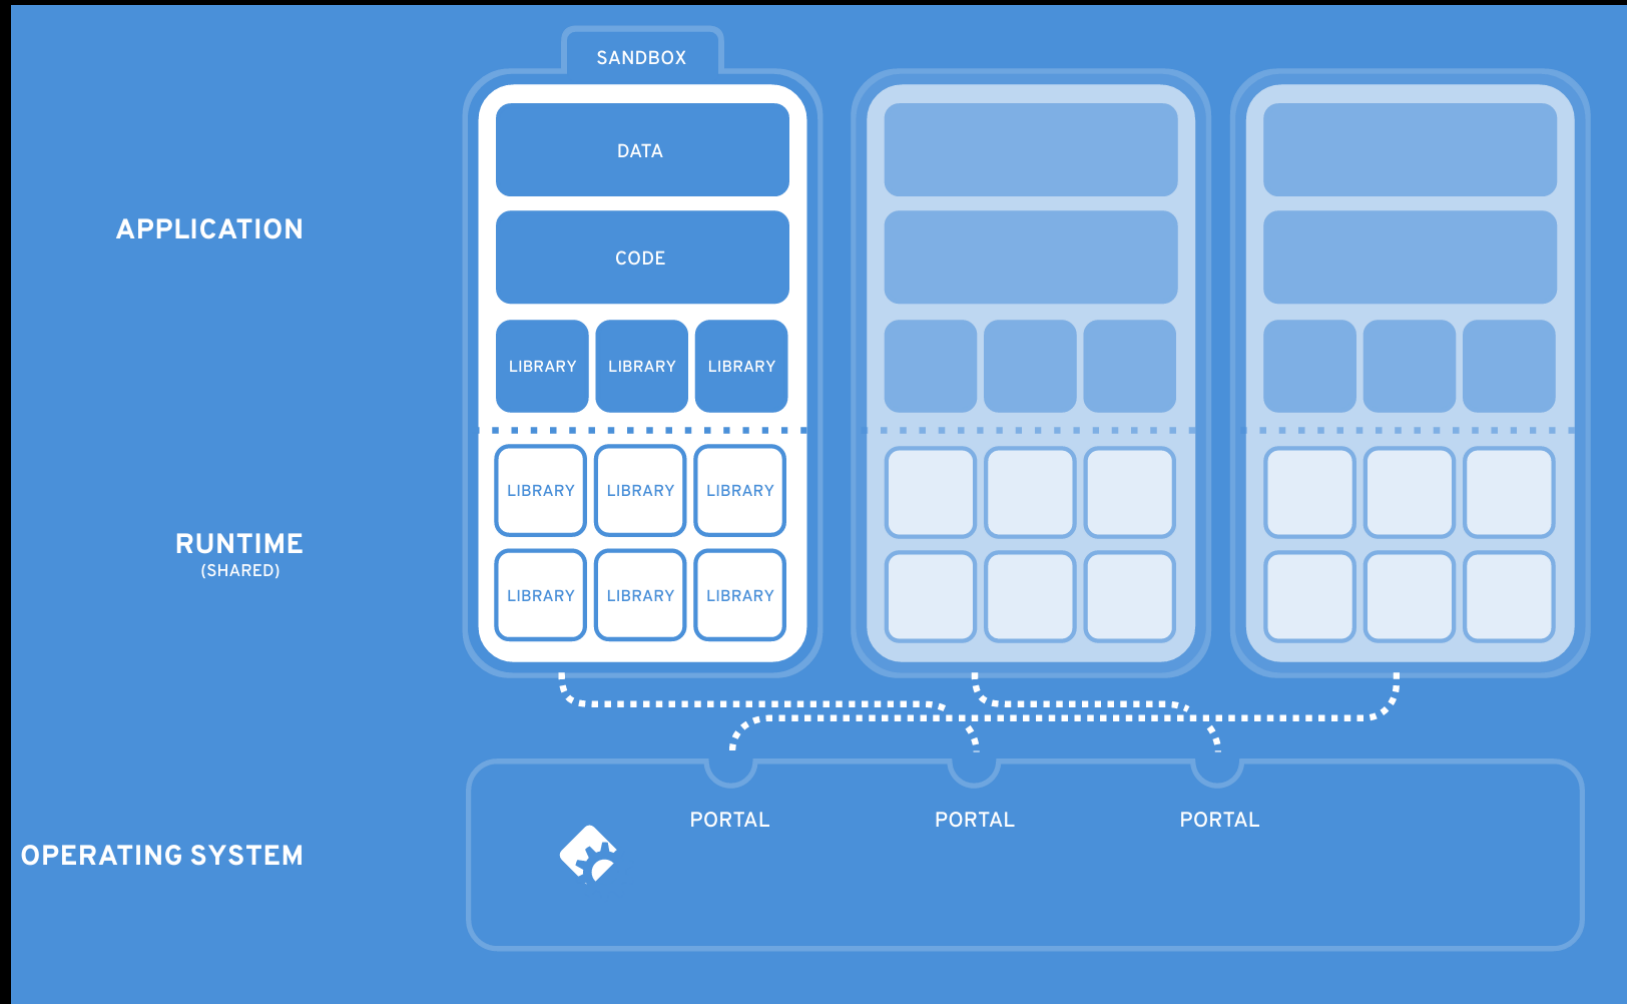 SANDBOX
DATA
APPLICATION
CODE
LIBRARY LIBRARY LIBRARY
LIBRARY LIBRARY LIBRARY
RUNTIME
(SHARED)
LIBRARY LIBRARY LIBRARY
PORTAL PORTAL PORTAL
OPERATING SYSTEM